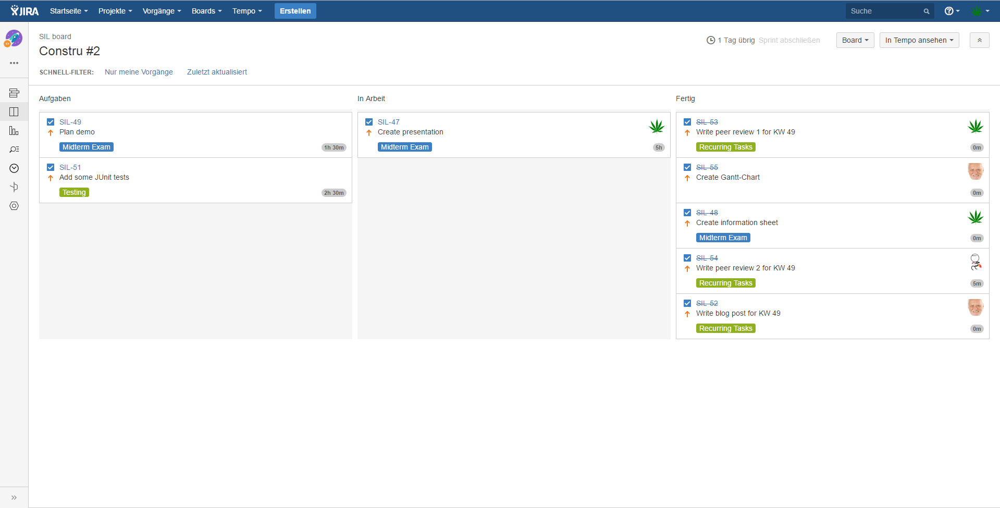 JIRA Startseite Projekte Vorgänge Boards Tempo Erstellen Suche
SIL board
Constru #2
1 Tag übrig Sprint abschließen Board In Tempo ansehen
SCHNELL-FILTER: Nur meine Vorgänge Zuletzt aktualisiert
Aufgaben
SIL-49
Plan demo
Midterm Exam 1h 30m
SIL-51
Add some JUnit tests
Testing 2h 30m
In Arbeit
SIL-47
Create presentation
Midterm Exam 5h
Fertig
SIL-53
Write peer review 1 for KW 49
Recurring Tasks 0m
SIL-55
Create Gantt-Chart
0m
SIL-48
Create information sheet
Midterm Exam 0m
SIL-54
Write peer review 2 for KW 49
Recurring Tasks 5m
SIL-52
Write blog post for KW 49
Recurring Tasks 0m